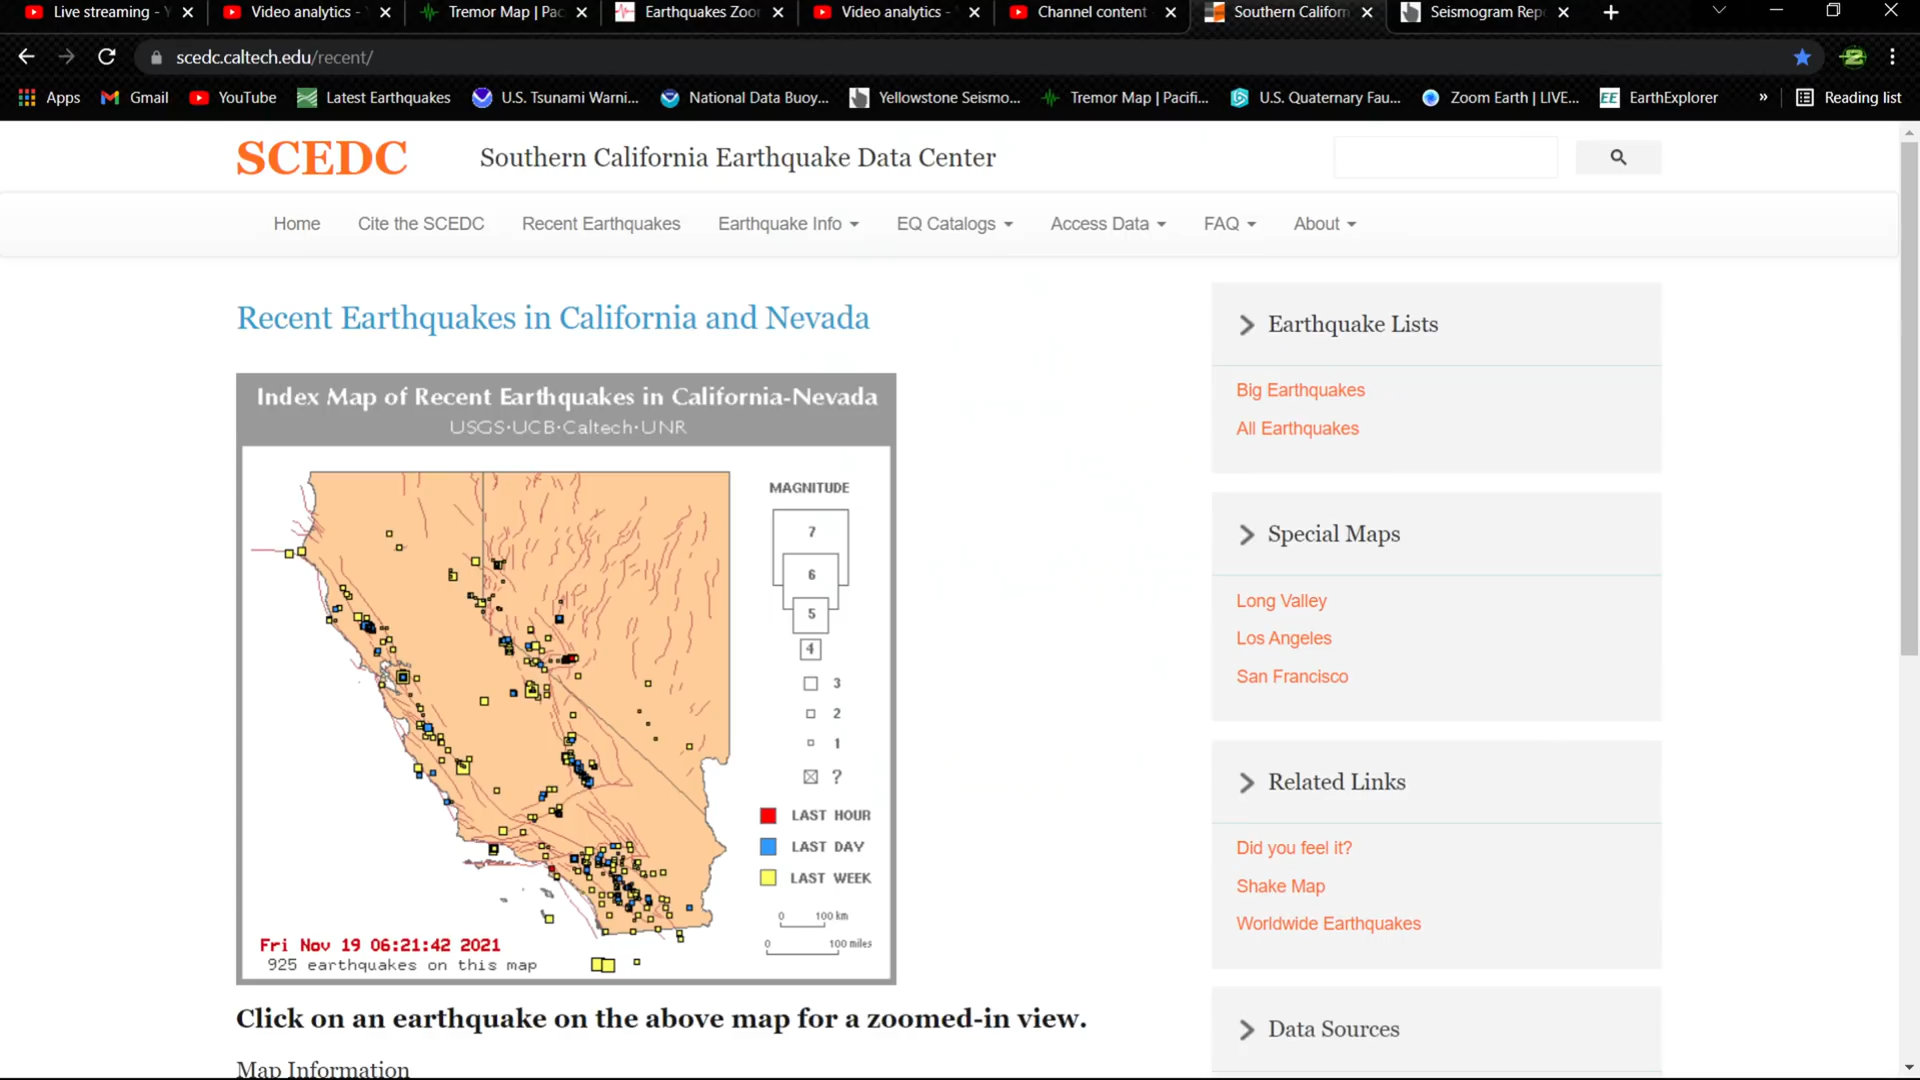 Live streaming - Y
Video analytics -
Tremor Map | Pac
Earthquakes Zoo
Video analytics -
Channel content
Southern Californ
Seismogram Rep
scedc.caltech.edu/recent/
Apps Gmail YouTube Latest Earthquakes U.S. Tsunami Warni... National Data Buoy... Yellowstone Seismo... Tremor Map | Pacifi... U.S. Quaternary Fau... Zoom Earth | LIVE... EE EarthExplorer » Reading list
SCEDC Southern California Earthquake Data Center
Home Cite the SCEDC Recent Earthquakes Earthquake Info EQ Catalogs Access Data FAQ About
Recent Earthquakes in California and Nevada
Index Map of Recent Earthquakes in California-Nevada
USGS·UCB·Caltech·UNR
MAGNITUDE
7
6
5
4
3
2
1
?
LAST HOUR
LAST DAY
LAST WEEK
0 100 km
0 100 miles
Fri Nov 19 06:21:42 2021
925 earthquakes on this map
Click on an earthquake on the above map for a zoomed-in view.
Map Information
Earthquake Lists
Big Earthquakes
All Earthquakes
Special Maps
Long Valley
Los Angeles
San Francisco
Related Links
Did you feel it?
Shake Map
Worldwide Earthquakes
Data Sources